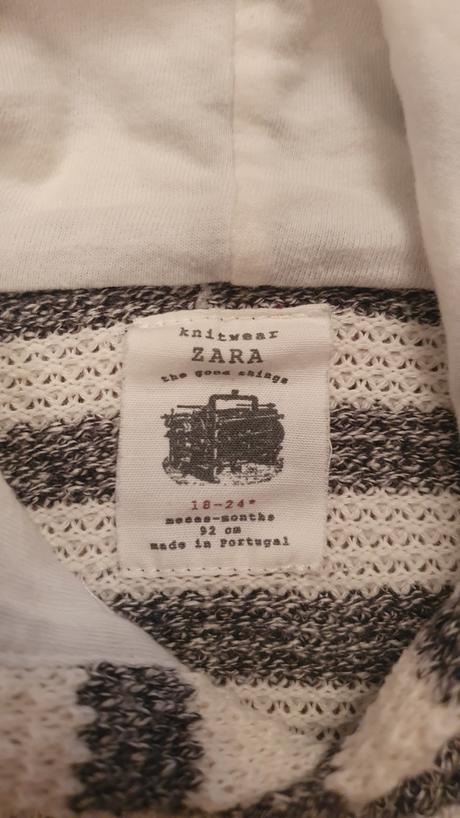 knitwear
ZARA
the good things
18-24*
meses-months
92 cm
made in Portugal